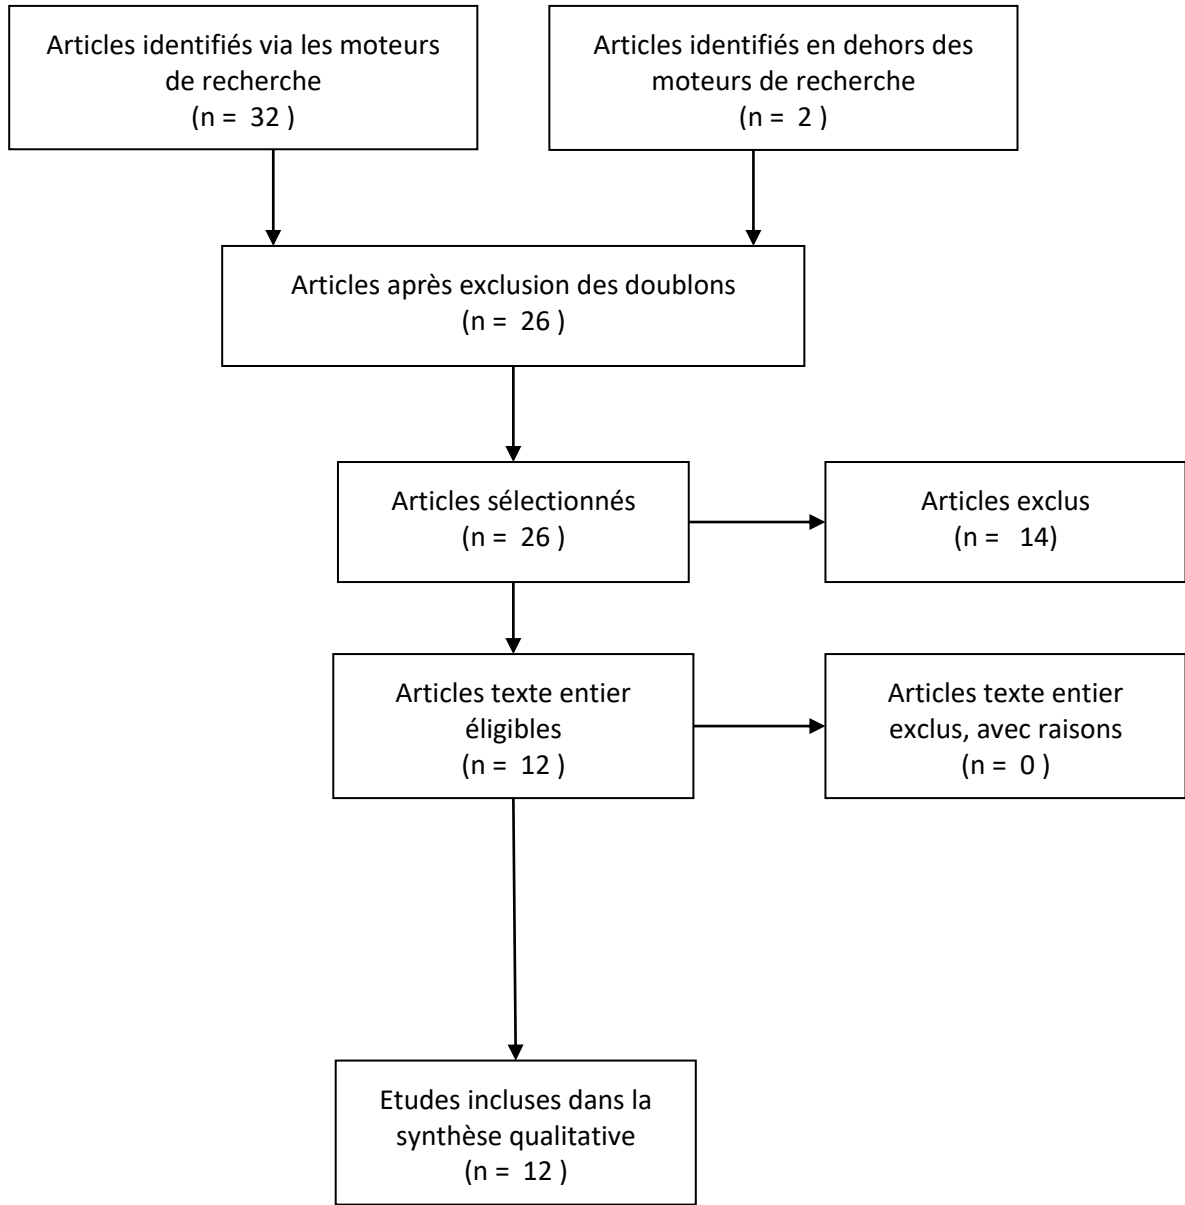 Articles identifiés via les moteurs
de recherche
(n = 32 )
Articles identifiés en dehors des
moteurs de recherche
(n = 2 )
Articles après exclusion des doublons
(n = 26 )
Articles sélectionnés
(n = 26 )
Articles exclus
(n = 14)
Articles texte entier
éligibles
(n = 12 )
Articles texte entier
exclus, avec raisons
(n = 0 )
Etudes incluses dans la
synthèse qualitative
(n = 12 )